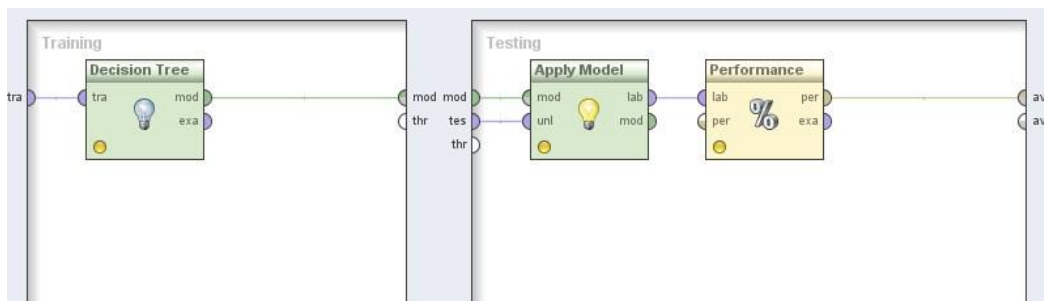 Training
Testing
Decision Tree
Apply Model
Performance
tra
tra
mod
mod
mod
mod
lab
lab
per
av
exa
thr
tes
unl
mod
per
exa
av
thr
%